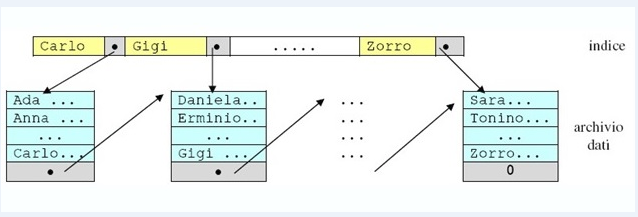 Carlo Gigi ..... Zorro indice
Ada ... Daniela.. ... Sara...
Anna ... Erminio.. ... Tonino...
... ... ... ...
Carlo... Gigi ... ... Zorro...
0
archivio
dati